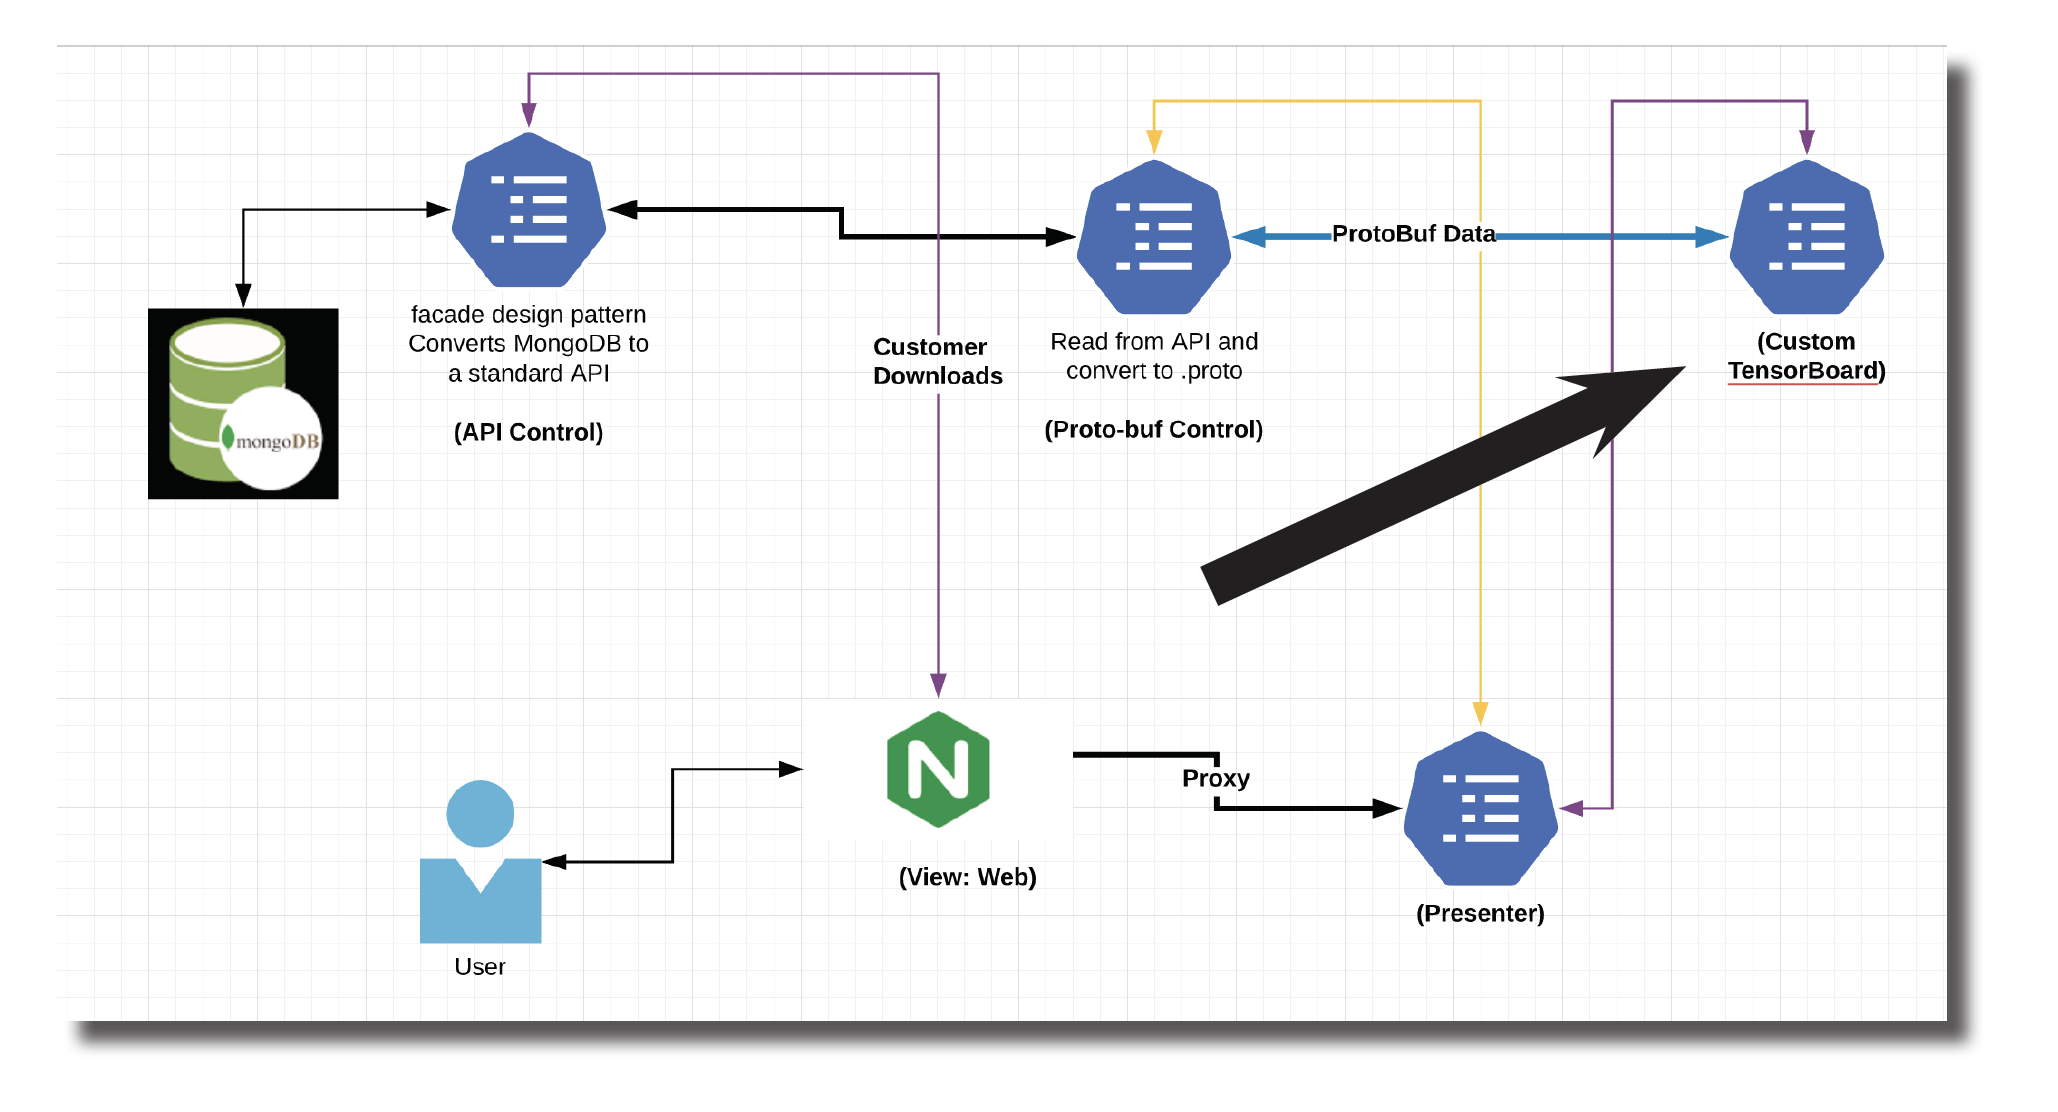 facade design pattern
Converts MongoDB to
a standard API
(API Control)
mongoDB
Customer
Downloads
Read from API and
convert to .proto
(Proto-buf Control)
ProtoBuf Data
(Custom
TensorBoard)
N
Proxy
(View: Web)
(Presenter)
User